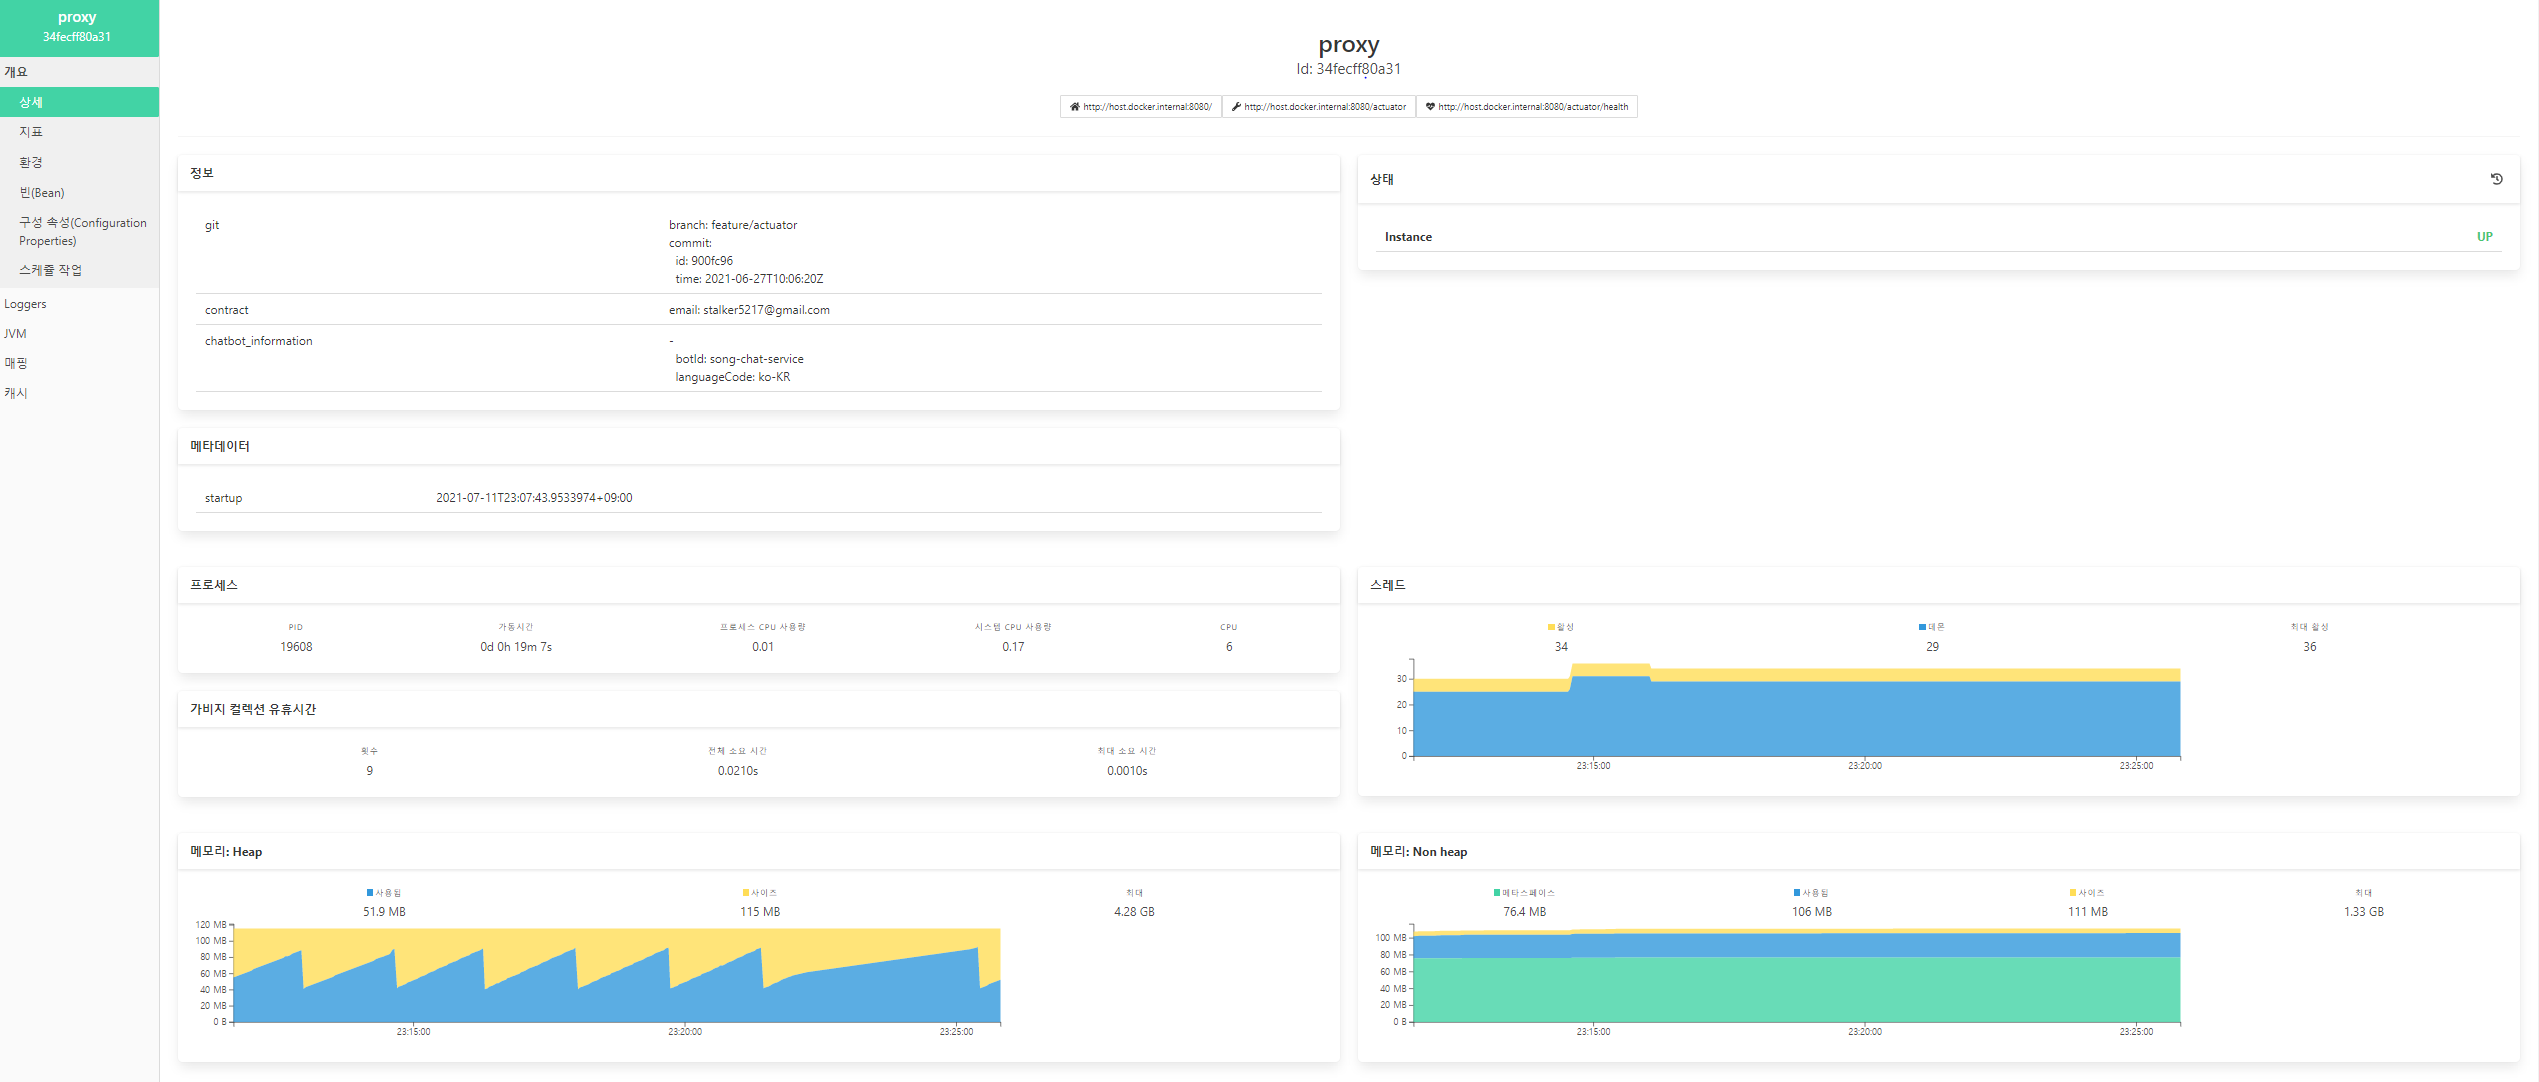 proxy
34fecff80a31
개요
상세
지표
환경
빈(Bean)
구성 속성(Configuration
Properties)
스케쥴 작업
Loggers
JVM
매핑
캐시
proxy
Id: 34fecff80a31
http://host.docker.internal:8080/
http://host.docker.internal:8080/actuator
http://host.docker.internal:8080/actuator/health
정보
git
branch: feature/actuator
commit:
id: 900fc96
time: 2021-06-27T10:06:20Z
contract
email: stalker5217@gmail.com
chatbot_information
-
botId: song-chat-service
languageCode: ko-KR
상태
Instance
UP
메타데이터
startup
2021-07-11T23:07:43.9533974+09:00
프로세스
PID
가동시간
프로세스 CPU 사용량
시스템 CPU 사용량
CPU
19608
0d 0h 19m 7s
0.01
0.17
6
가비지 컬렉션 유휴시간
횟수
전체 소요 시간
최대 소요 시간
9
0.0210s
0.0010s
스레드
활성
데몬
최대 활성
34
29
36
30
20
10
0
23:15:00
23:20:00
23:25:00
메모리: Heap
사용됨
사이즈
최대
51.9 MB
115 MB
4.28 GB
120 MB
100 MB
80 MB
60 MB
40 MB
20 MB
0 B
23:15:00
23:20:00
23:25:00
메모리: Non heap
메타스페이스
사용됨
사이즈
최대
76.4 MB
106 MB
111 MB
1.33 GB
100 MB
80 MB
60 MB
40 MB
20 MB
0 B
23:15:00
23:20:00
23:25:00